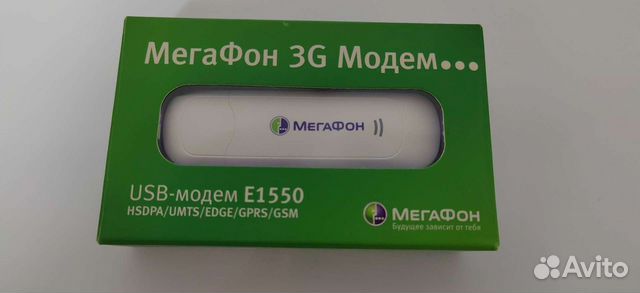 МегаФон 3G Модем...
МЕГАФОН
USB-модем E1550
HSDPA/UMTS/EDGE/GPRS/GSM
МЕГАФОН
Будущее зависит от тебя
Avito